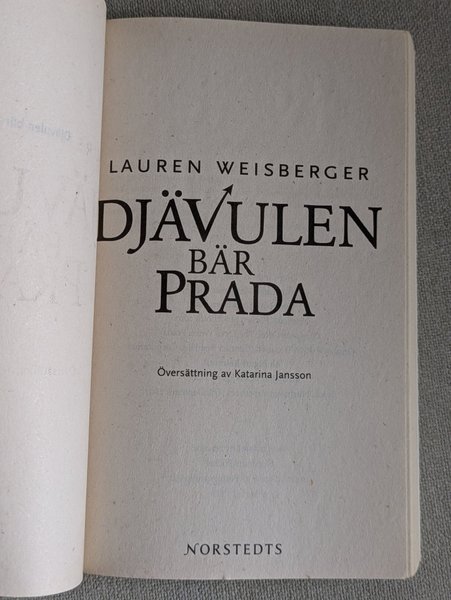 LAUREN WEISBERGER
DJÄVULEN
BÄR
PRADA
Översättning av Katarina Jansson
NORSTEDTS